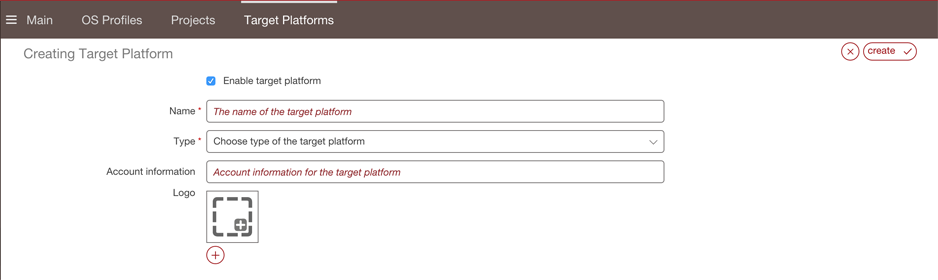 Main OS Profiles Projects Target Platforms
Creating Target Platform
create
Enable target platform
Name * The name of the target platform
Type * Choose type of the target platform
Account information Account information for the target platform
Logo